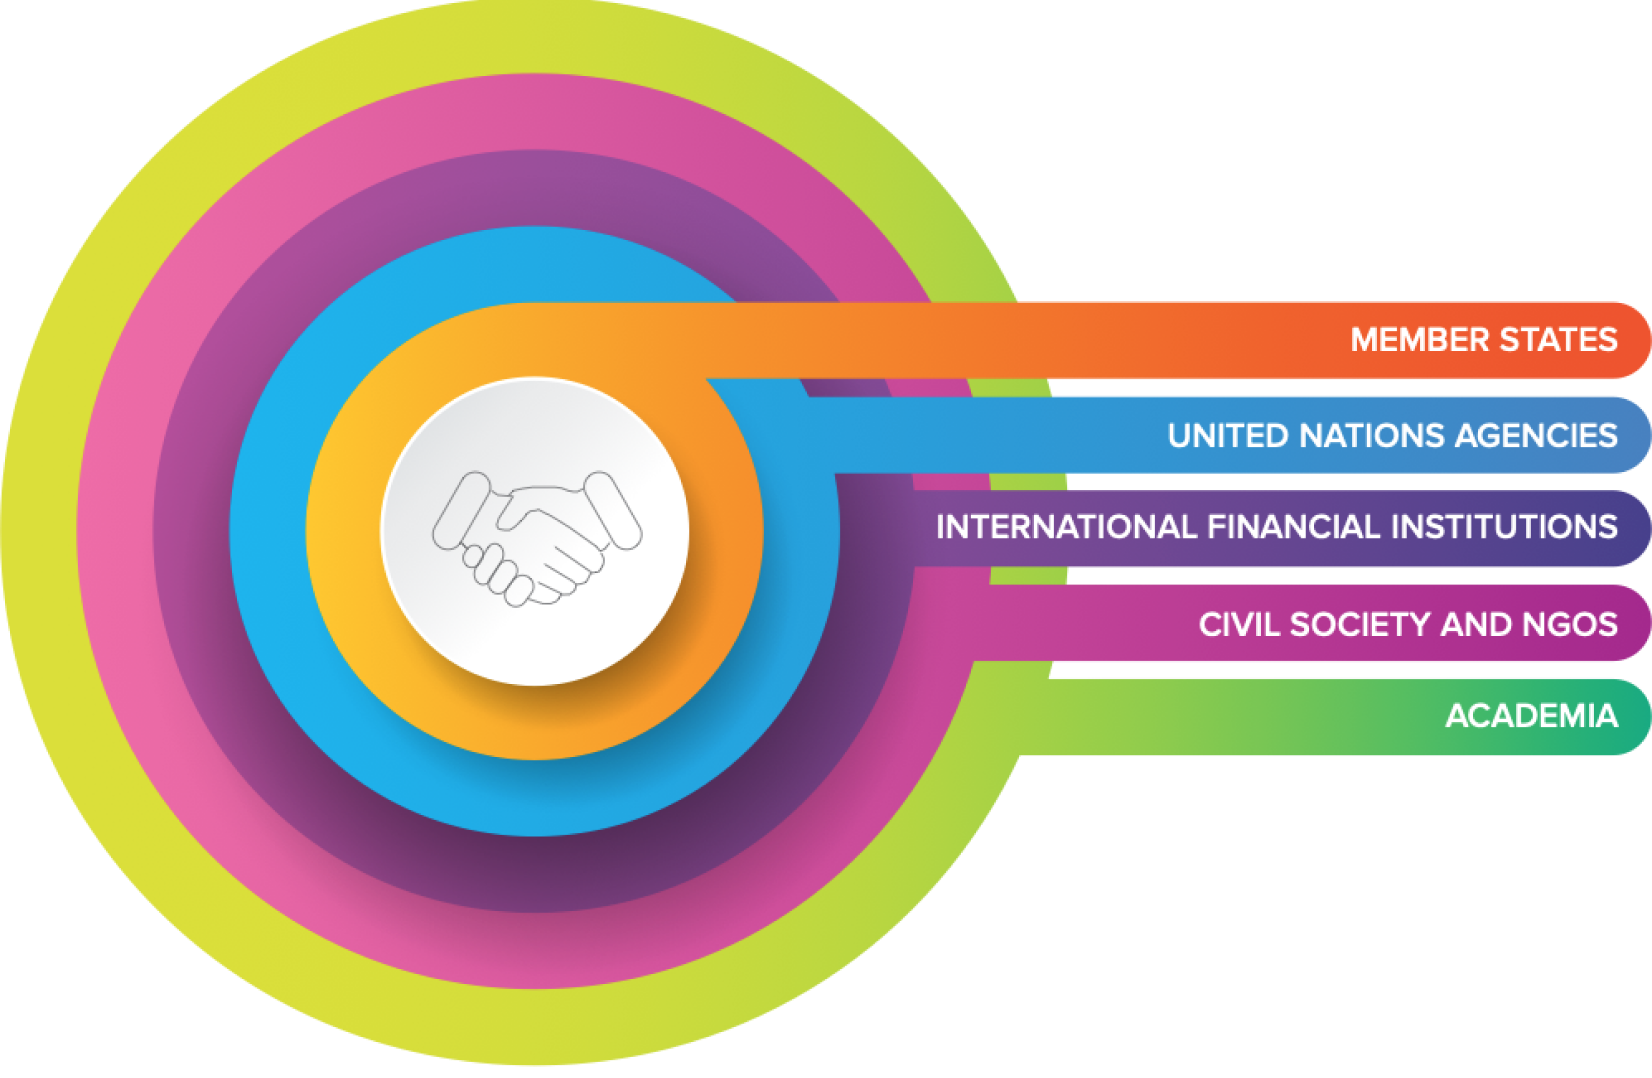 MEMBER STATES
UNITED NATIONS AGENCIES
INTERNATIONAL FINANCIAL INSTITUTIONS
CIVIL SOCIETY AND NGOS
ACADEMIA